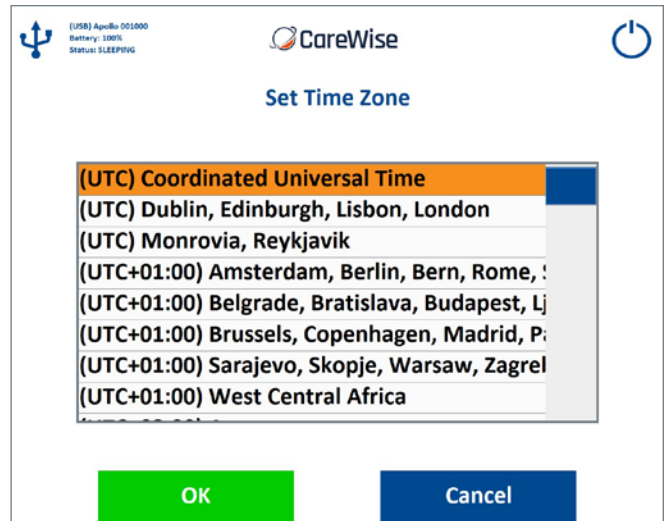 (USB) Apollo 001000
Battery: 100%
Status: SLEEPING
CareWise
Set Time Zone
(UTC) Coordinated Universal Time
(UTC) Dublin, Edinburgh, Lisbon, London
(UTC) Monrovia, Reykjavik
(UTC+01:00) Amsterdam, Berlin, Bern, Rome,
(UTC+01:00) Belgrade, Bratislava, Budapest,
(UTC+01:00) Brussels, Copenhagen, Madrid,
(UTC+01:00) Sarajevo, Skopje, Warsaw,
(UTC+01:00) West Central Africa
OK
Cancel